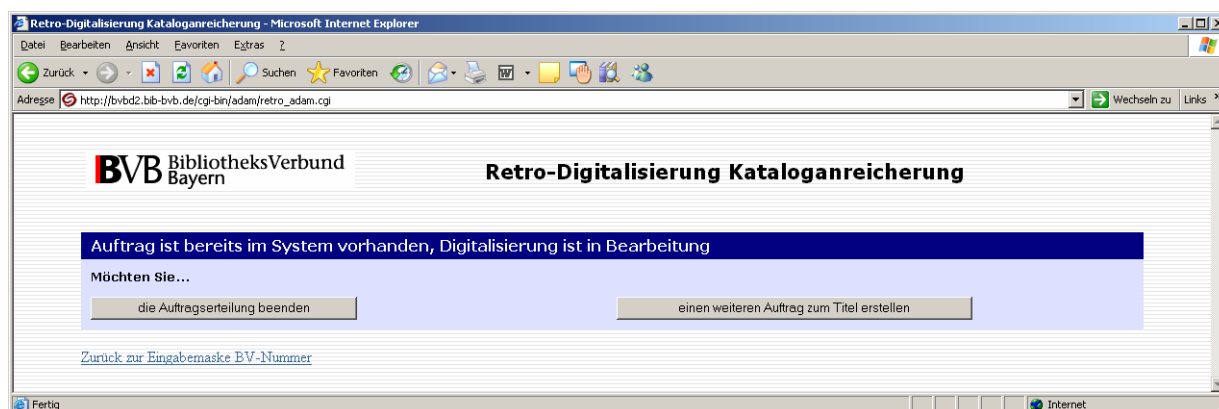 Retro-Digitalisierung Kataloganreicherung - Microsoft Internet Explorer
Datei Bearbeiten Ansicht Favoriten Extras ?
Zurück Suchen Favoriten
Adresse http://bvbd2.bib-bvb.de/cgi-bin/adam/retro_adam.cgi Wechseln zu Links »
BVB BibliotheksVerbund Bayern
Retro-Digitalisierung Kataloganreicherung
Auftrag ist bereits im System vorhanden, Digitalisierung ist in Bearbeitung
Möchten Sie...
die Auftragserteilung beenden einen weiteren Auftrag zum Titel erstellen
Zurück zur Eingabemaske BV-Nummer
Fertig Internet